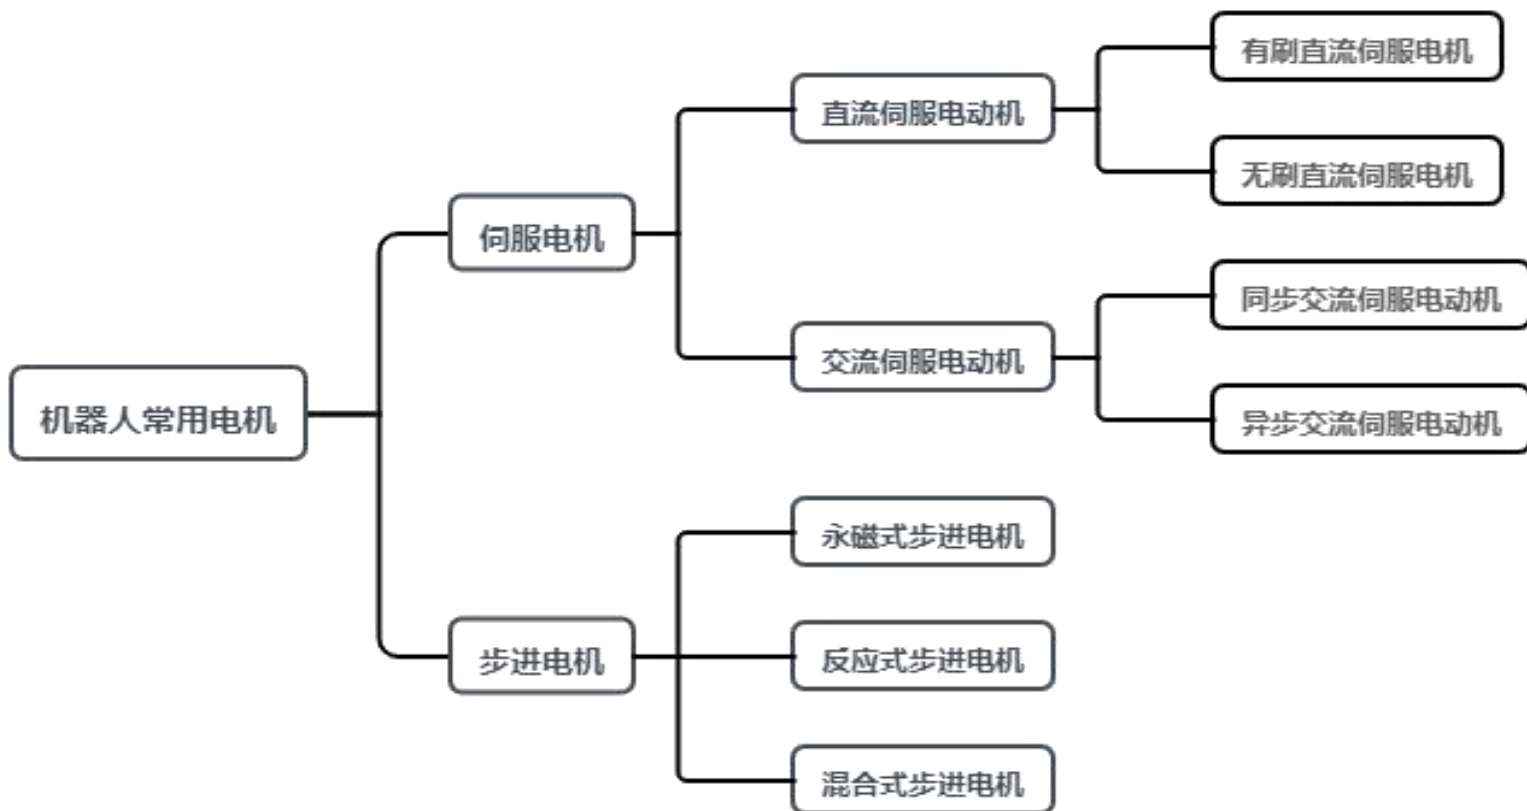 机器人常用电机
伺服电机
直流伺服电动机
有刷直流伺服电机
无刷直流伺服电机
交流伺服电动机
同步交流伺服电动机
异步交流伺服电动机
步进电机
永磁式步进电机
反应式步进电机
混合式步进电机